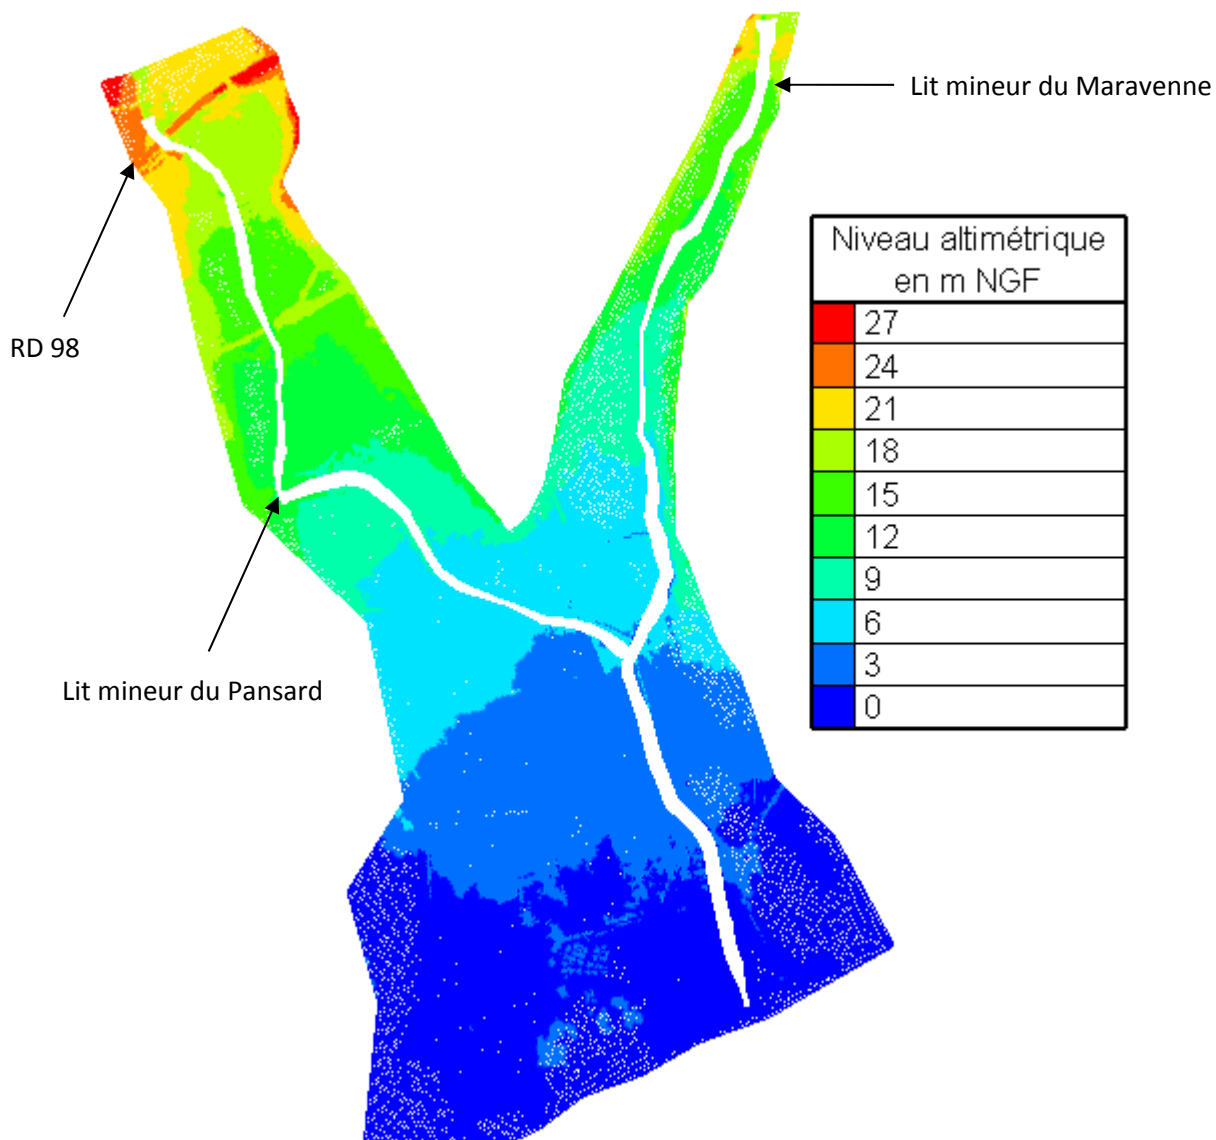 Lit mineur du Maravenne
Niveau altimétrique
en m NGF
27
24
21
18
15
12
9
6
3
0
RD 98
Lit mineur du Pansard